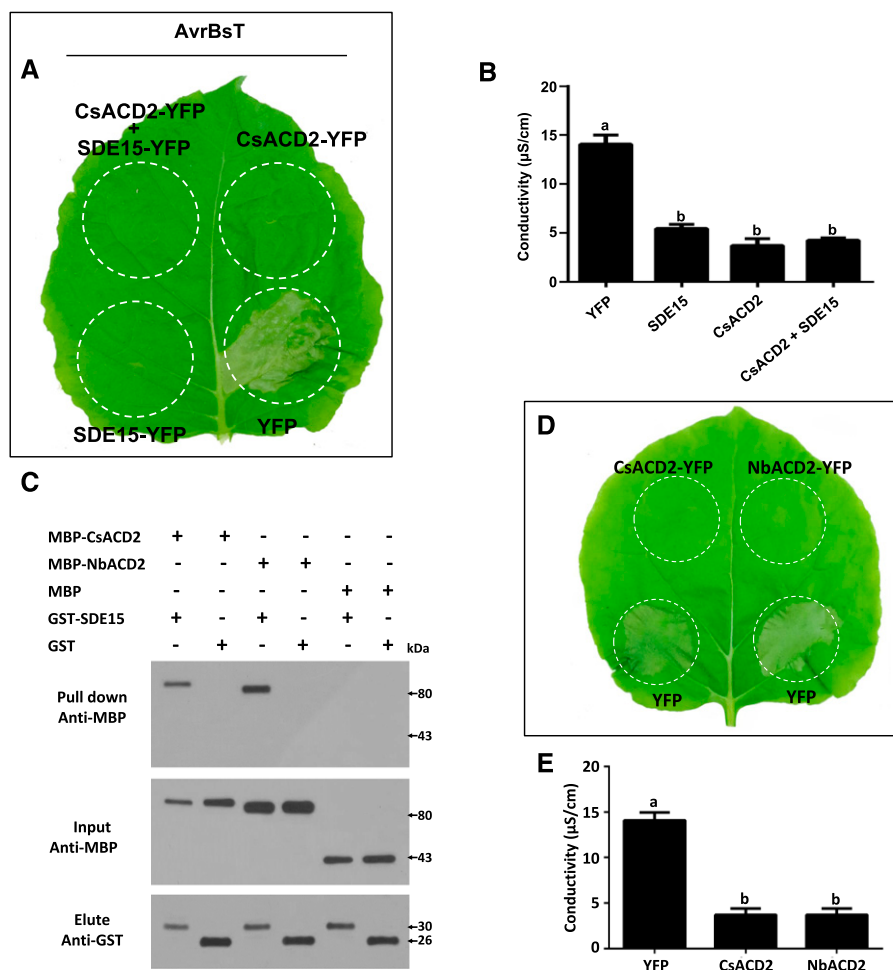 AvrBsT
A
CsACD2-YFP
+
SDE15-YFP
CsACD2-YFP
SDE15-YFP
YFP
B
Conductivity (µS/cm)
20
15
10
5
0
a
b
b
b
YFP
SDE15
CsACD2
CsACD2 + SDE15
C
MBP-CsACD2 + + - - - -
MBP-NbACD2 - - + + - -
MBP - - - - + +
GST-SDE15 + - + - + -
GST - + - + - +
kDa
Pull down
Anti-MBP
80
43
Input
Anti-MBP
80
43
Elute
Anti-GST
30
26
D
CsACD2-YFP
NbACD2-YFP
YFP
YFP
E
Conductivity (µS/cm)
20
15
10
5
0
a
b
b
YFP
CsACD2
NbACD2